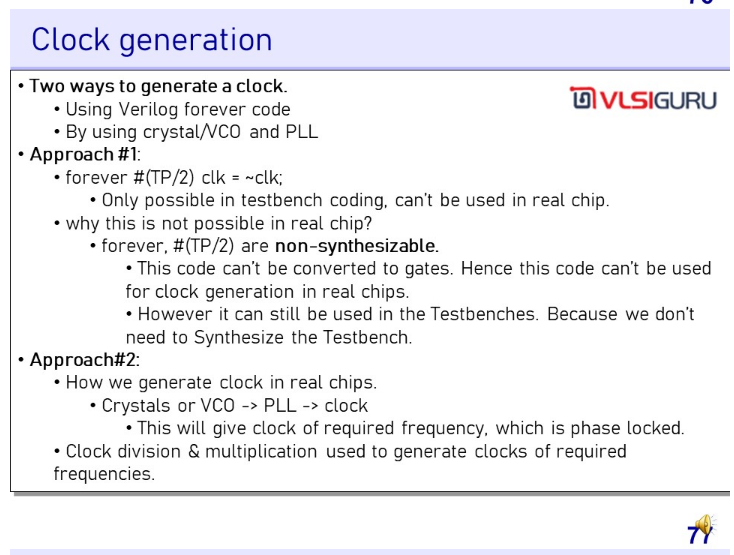 Clock generation
VLSIGURU
• Two ways to generate a clock.
• Using Verilog forever code
• By using crystal/VCO and PLL
• Approach #1:
• forever #(TP/2) clk = ~clk;
• Only possible in testbench coding, can't be used in real chip.
• why this is not possible in real chip?
• forever, #(TP/2) are non-synthesizable.
• This code can't be converted to gates. Hence this code can't be used
for clock generation in real chips.
• However it can still be used in the Testbenches. Because we don't
need to Synthesize the Testbench.
• Approach#2:
• How we generate clock in real chips.
• Crystals or VCO -> PLL -> clock
• This will give clock of required frequency, which is phase locked.
• Clock division & multiplication used to generate clocks of required
frequencies.
77